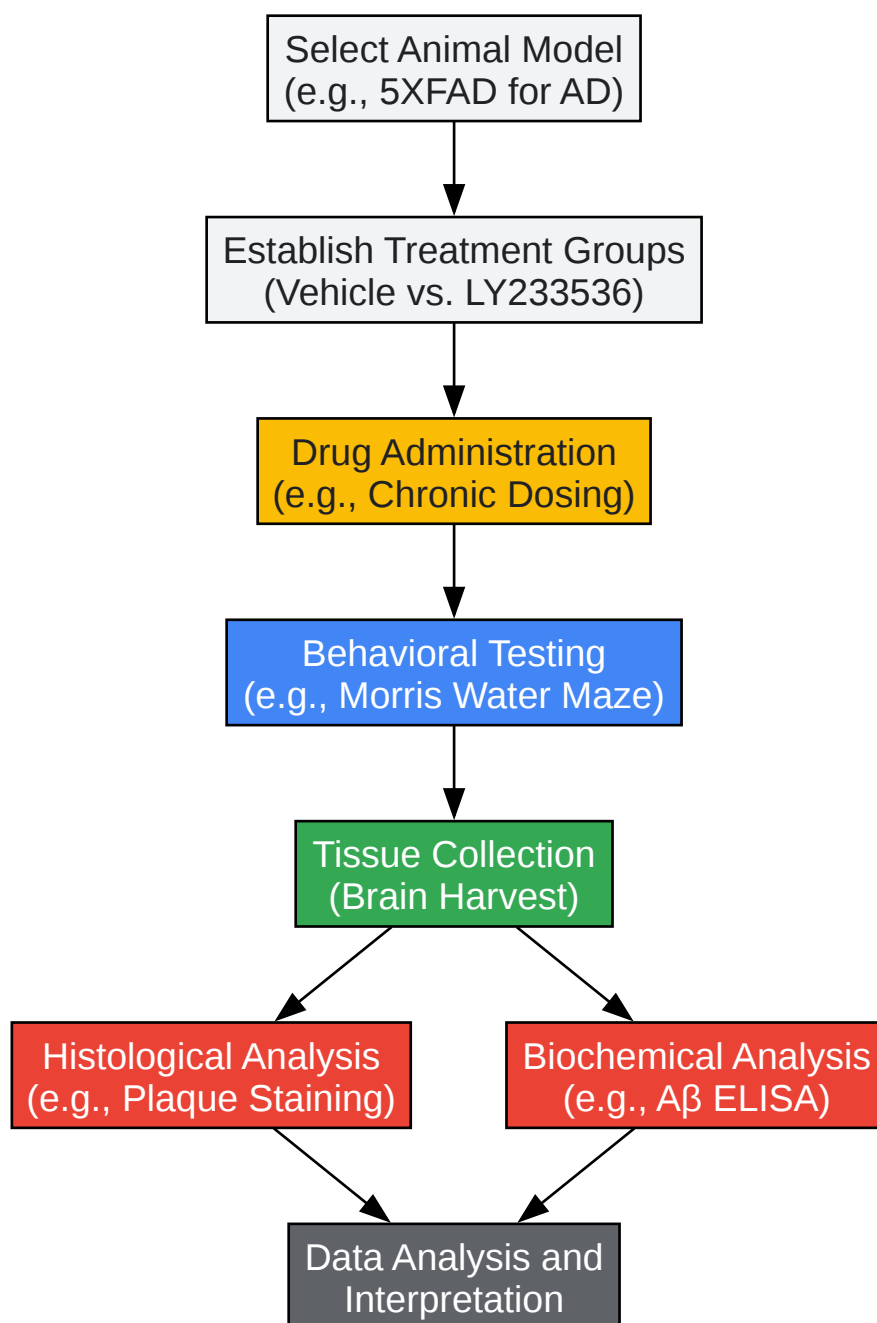 Select Animal Model
(e.g., 5XFAD for AD)
Establish Treatment Groups
(Vehicle vs. LY233536)
Drug Administration
(e.g., Chronic Dosing)
Behavioral Testing
(e.g., Morris Water Maze)
Tissue Collection
(Brain Harvest)
Histological Analysis
(e.g., Plaque Staining)
Biochemical Analysis
(e.g., Aβ ELISA)
Data Analysis and
Interpretation